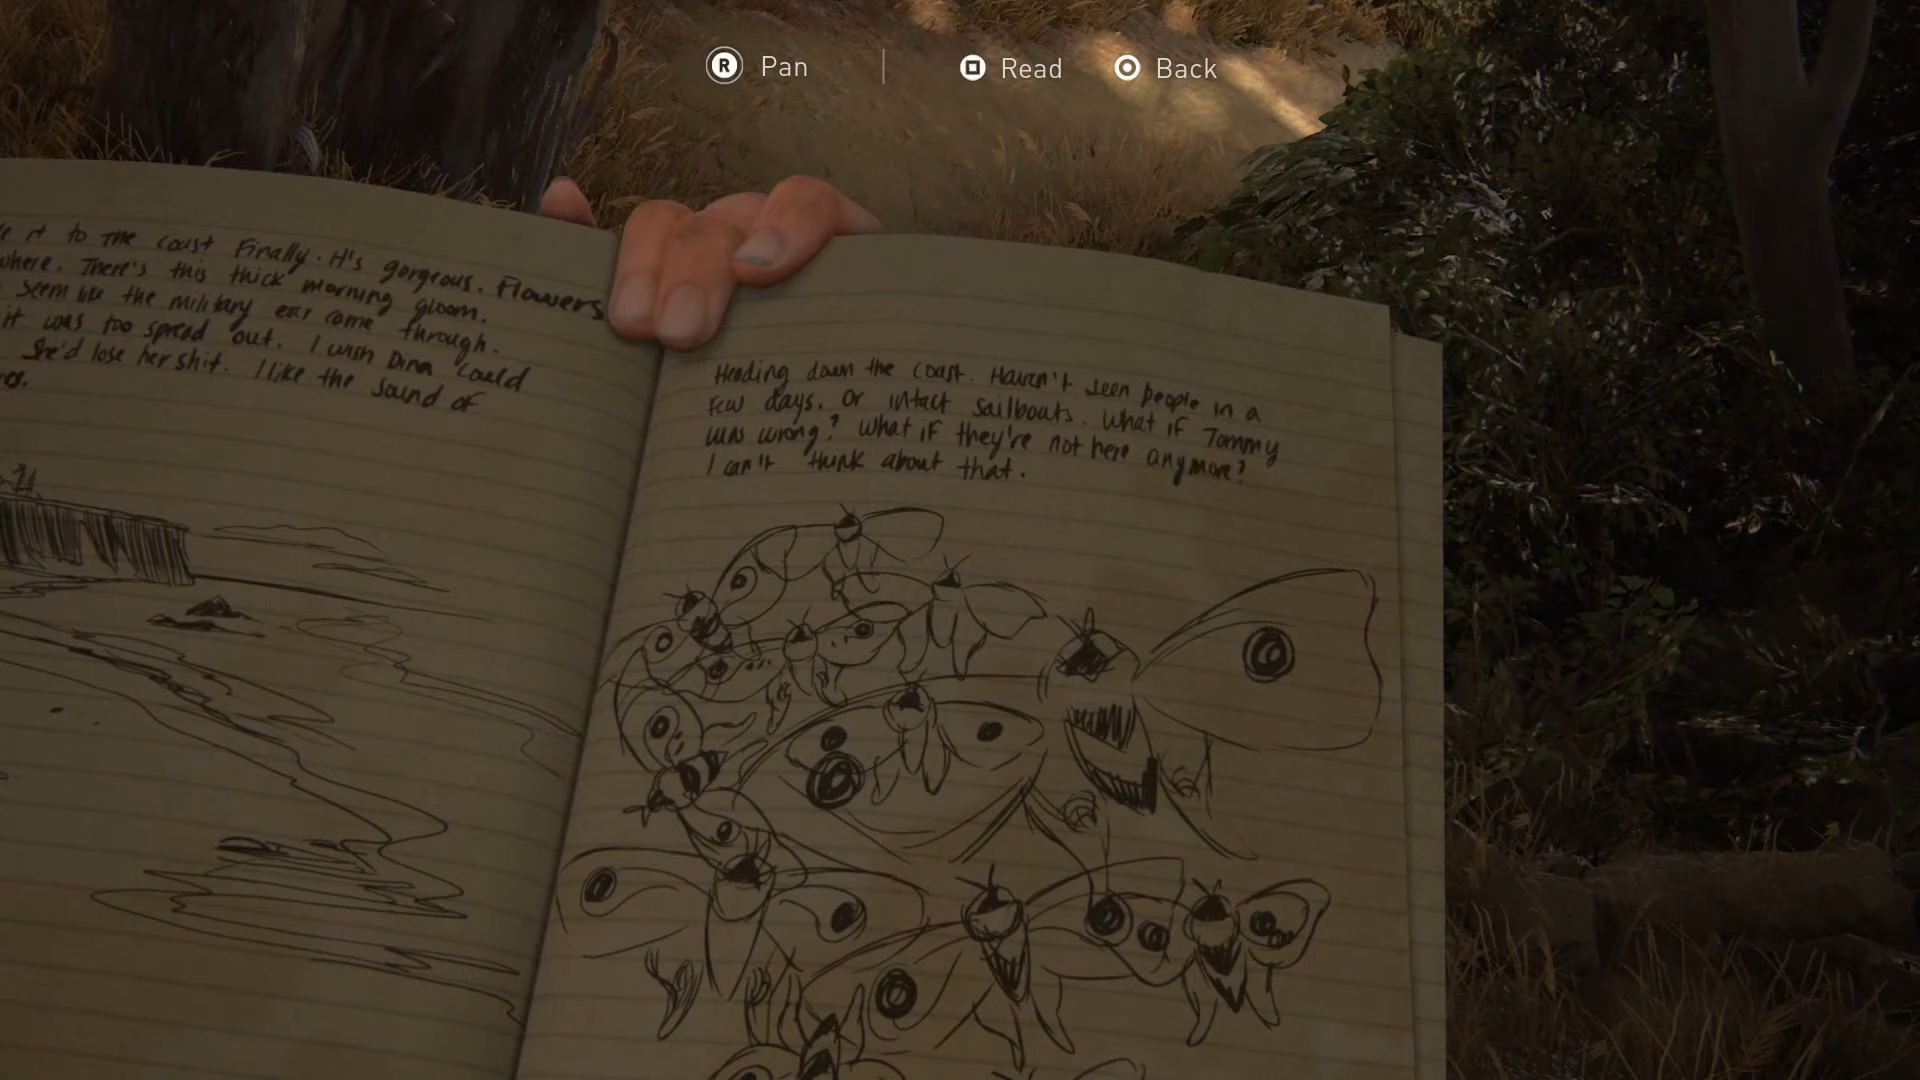 R Pan | Read Back
it to the coast Finally. It's gorgeous. Flowers
where. There's this thick morning gloom.
seem like the military ever come through.
it was too spread out. I wish Dina could
She'd lose her shit. I like the sound of
Heading down the coast. Haven't seen people in a
few days. Or intact sailboats. What if Tommy
was wrong? What if they're not here anymore?
I can't think about that.